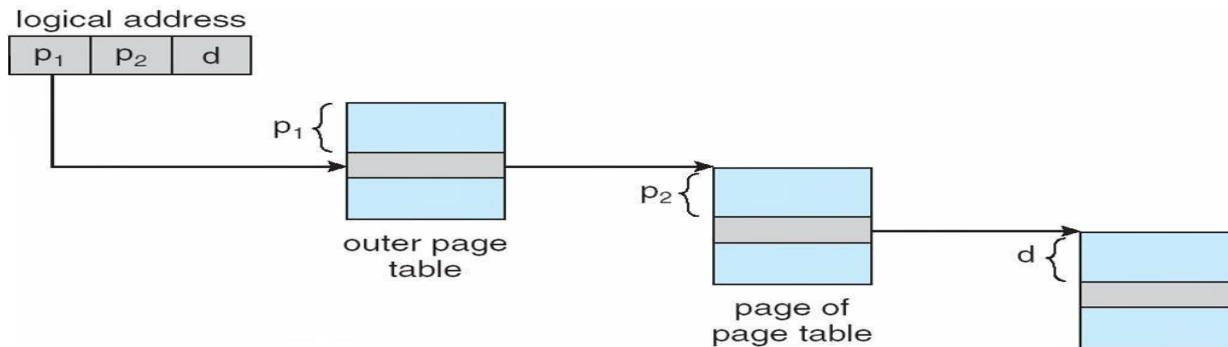 logical address
p₁ p₂ d
p₁
p₂
d
outer page
table
page of
page table